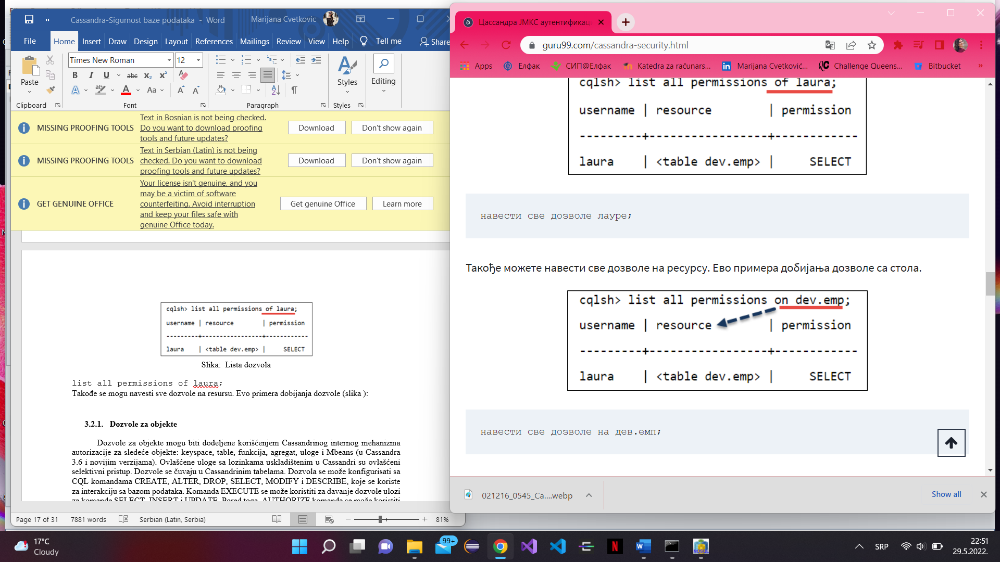 Cassandra-Sigurnost baze podataka - Word
Marijana Cvetkovic
File Home Insert Draw Design Layout References Mailings Review View Help Tell me Share
Times New Roman 12
Paste
Styles
Editing
Clipboard Font Paragraph Styles
MISSING PROOFING TOOLS
Text in Bosnian is not being checked.
Do you want to download proofing
tools and future updates?
Download Don't show again
MISSING PROOFING TOOLS
Text in Serbian (Latin) is not being
checked. Do you want to download
proofing tools and future updates?
Download Don't show again
GET GENUINE OFFICE
Your license isn't genuine, and you
may be a victim of software
counterfeiting. Avoid interruption
and keep your files safe with
genuine Office today.
Get genuine Office Learn more
cqlsh> list all permissions of laura;
username | resource | permission
---------+-----------------+------------
laura | <table dev.emp> | SELECT
Slika: Lista dozvola
list all permissions of laura;
Takođe se mogu navesti sve dozvole na resursu. Evo primera dobijanja dozvole (slika ):
3.2.1. Dozvole za objekte
Dozvole za objekte mogu biti dodeljene korišćenjem Cassandrinog internog mehanizma
autorizacije za sledeće objekte: keyspace, table, funkcija, agregat, uloge i Mbeans (u Cassandra
3.6 i novijim verzijama). Ovlašćene uloge sa lozinkama uskladištenim u Cassandri su ovlašćeni
selektivni pristup. Dozvole se čuvaju u Cassandrinim tabelama. Dozvola se može konfigurisati sa
CQL komandama CREATE, ALTER, DROP, SELECT, MODIFY i DESCRIBE, koje se koriste
za interakciju sa bazom podataka. Komanda EXECUTE se može koristiti za davanje dozvole ulozi
za komande SELECT, INSERT i UPDATE. Pored toga, AUTHORIZE komanda se može koristiti
Page 17 of 31 7881 words Serbian (Latin, Serbia) 81%
Цассандра ЈМКС аутентификац
guru99.com/cassandra-security.html
Apps Елфак СИП@Елфак Katedra za računars... Marijana Cvetković... Challenge Queens... Bitbucket »
cqlsh> list all permissions of laura;
username | resource | permission
---------+-----------------+------------
laura | <table dev.emp> | SELECT
навести све дозволе лауре;
Такође можете навести све дозволе на ресурсу. Ево примера добијања дозволе са стола.
cqlsh> list all permissions on dev.emp;
username | resource | permission
---------+-----------------+------------
laura | <table dev.emp> | SELECT
навести све дозволе на дев.емп;
021216_0545_Ca....webp
Show all
17°C
Cloudy
99+
SRP
22:51
29.5.2022.